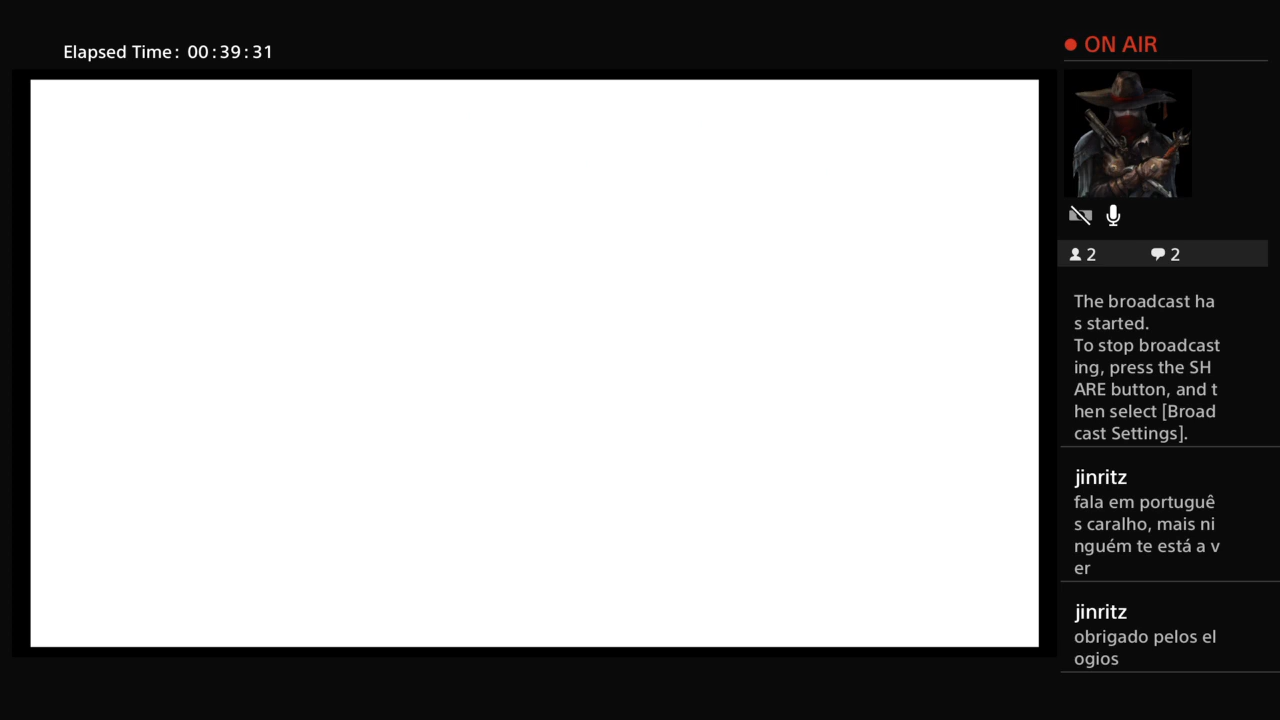 Elapsed Time: 00:39:31
ON AIR
2 2
The broadcast ha
s started.
To stop broadcast
ing, press the SH
ARE button, and t
hen select [Broad
cast Settings].
jinritz
fala em portuguê
s caralho, mais ni
nguém te está a v
er
jinritz
obrigado pelos el
ogios